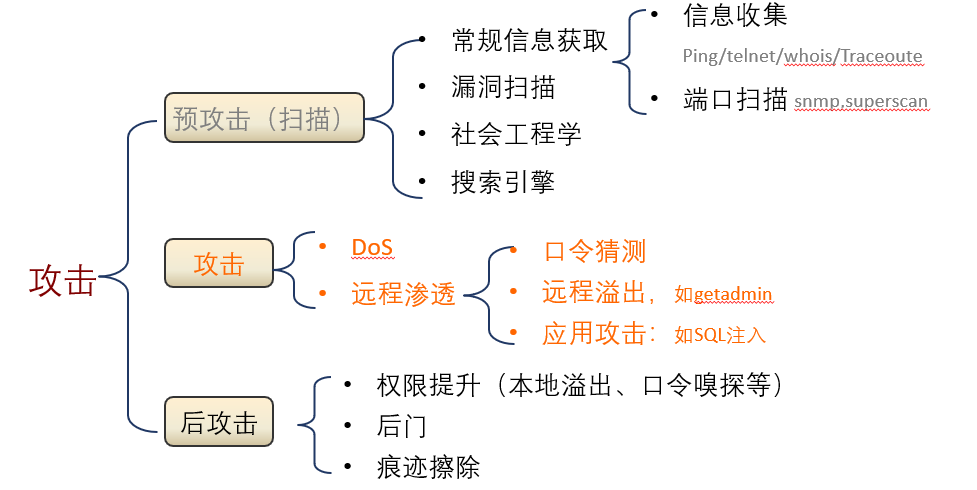 攻击
预攻击（扫描）
常规信息获取
漏洞扫描
社会工程学
搜索引擎
信息收集
Ping/telnet/whois/Traceoute
端口扫描 snmp,superscan
攻击
DoS
远程渗透
口令猜测
远程溢出，如getadmin
应用攻击：如SQL注入
后攻击
权限提升（本地溢出、口令嗅探等）
后门
痕迹擦除